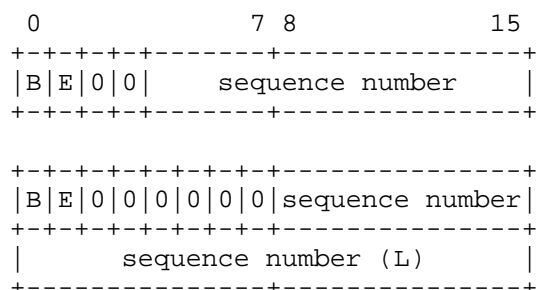 0             7 8            15
+-+-+-+-+-------+---------------+
|B|E|0|0|    sequence number    |
+-+-+-+-+-------+---------------+

+-+-+-+-+-+-+-+-+---------------+
|B|E|0|0|0|0|0|0|sequence number|
+-+-+-+-+-+-+-+-+---------------+
|      sequence number (L)      |
+---------------+---------------+